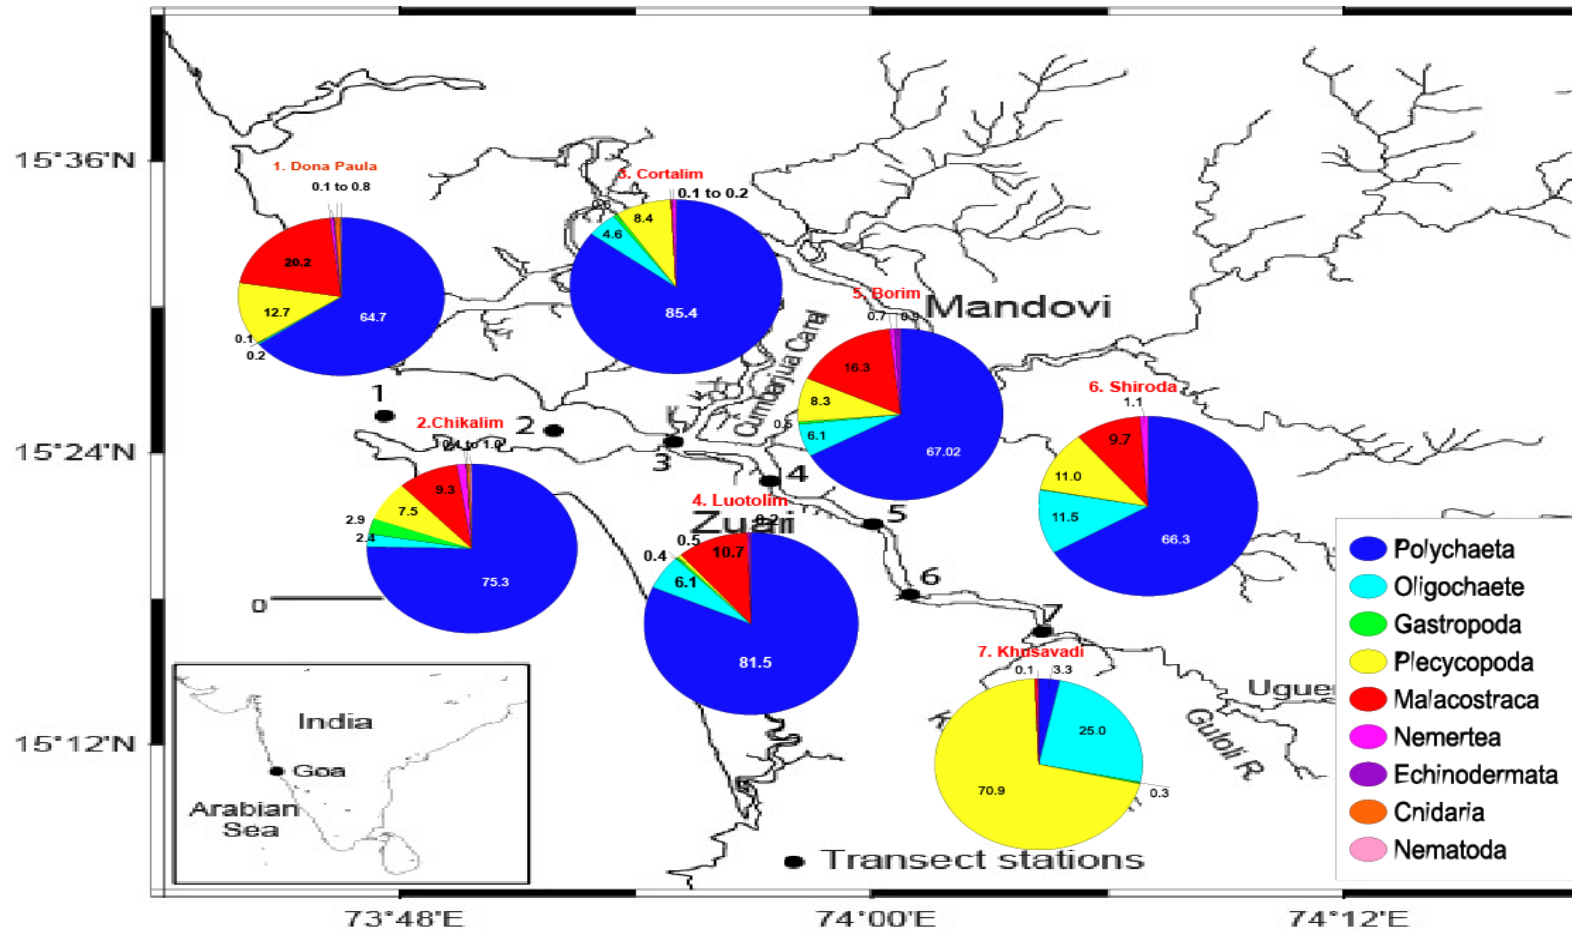 15°36'N
15°24'N
15°12'N
73°48'E
74°00'E
74°12'E
1. Dona Paula
0.1 to 0.8
20.2
12.7
64.7
0.1
0.2
3. Cortalim
0.1 to 0.2
8.4
4.6
85.4
5. Borim
0.7
16.3
8.3
0.5
6.1
67.02
Mandovi
6. Shiroda
1.1
9.7
11.0
11.5
66.3
1
2
3
4
5
6
7
2.Chikalim
9.3
7.5
2.9
2.4
75.3
4. Luotolim
Zuari
0.2
0.5
0.4
10.7
6.1
81.5
7. Khusavadi
0.1
3.3
25.0
0.3
70.9
0
Cumbarjua Canal
Guloli R
Transect stations
India
Goa
Arabian
Sea
Polychaeta
Oligochaete
Gastropoda
Plecycopoda
Malacostraca
Nemertea
Echinodermata
Cnidaria
Nematoda